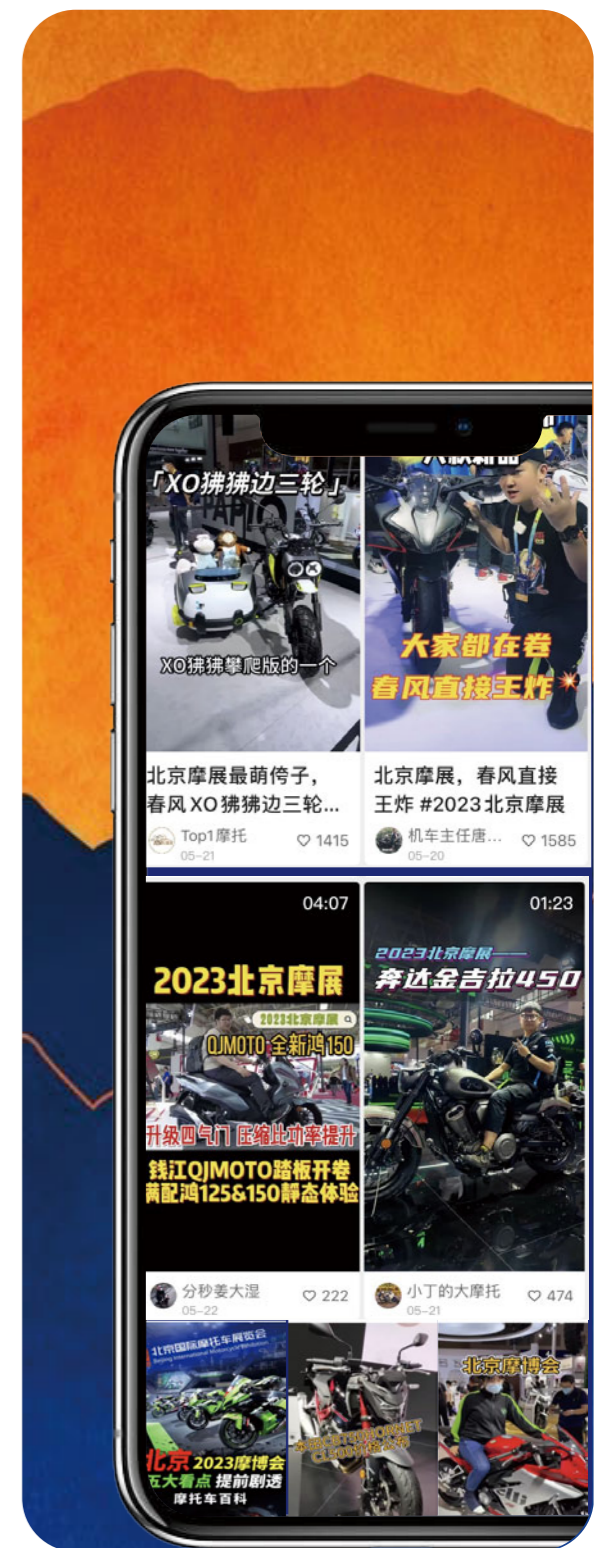 「XO狒狒边三轮」
PAPIO
XO狒狒攀爬版的一个
大家都在卷
春风直接王炸
北京摩展最萌侉子，
春风XO狒狒边三轮...
Top1摩托
1415
05-21
北京摩展，春风直接
王炸 #2023北京摩展
机车主任唐...
1585
05-20
04:07
2023北京摩展
2023北京摩展
QJMOTO 全新鸿150
升级四气门 压缩比功率提升
钱江QJMOTO踏板开卷
满配鸿125&150静态体验
分秒姜大湿
222
05-22
01:23
2023北京摩展——
奔达金吉拉450
小丁的大摩托
474
05-21
北京国际摩托车展览会
Beijing International Motorcycle Exhibition
北京2023摩博会
五大看点 提前剧透
摩托车百科
北京摩博会